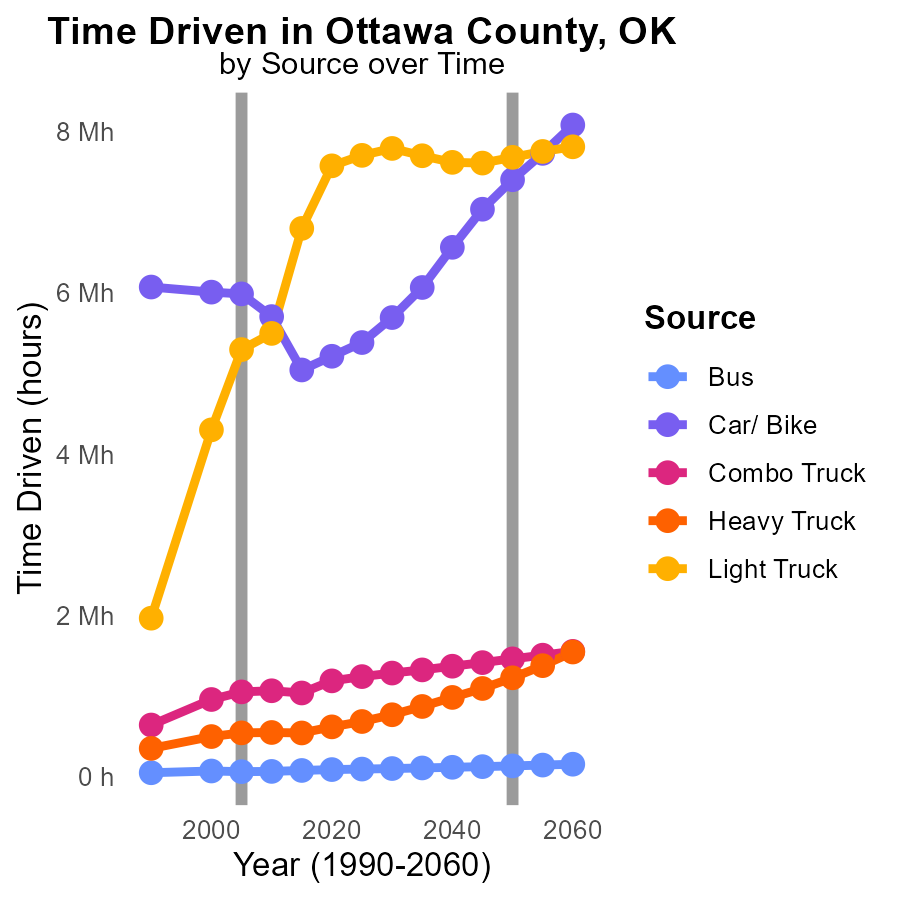 Time Driven in Ottawa County, OK
by Source over Time
Time Driven (hours)
8 Mh
6 Mh
4 Mh
2 Mh
0 h
2000 2020 2040 2060
Year (1990-2060)
Source
Bus
Car/ Bike
Combo Truck
Heavy Truck
Light Truck